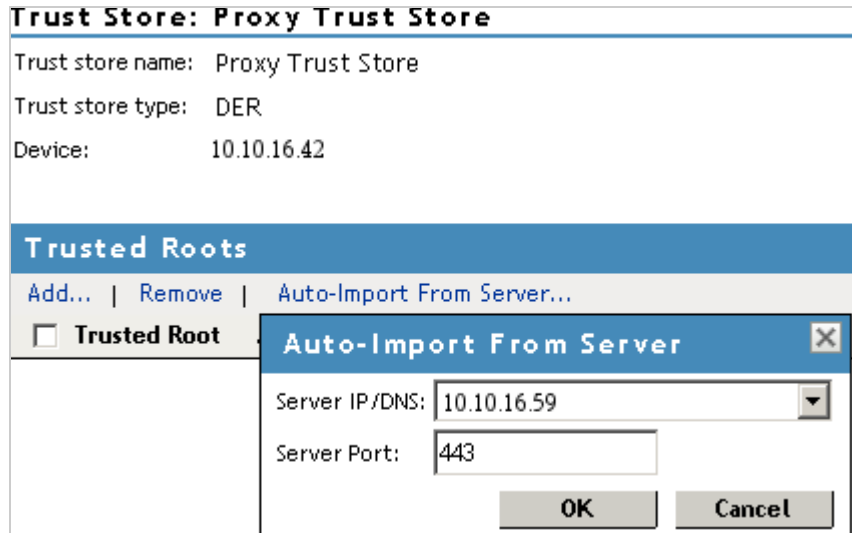 Trust Store: Proxy Trust Store
Trust store name: Proxy Trust Store
Trust store type: DER
Device: 10.10.16.42
Trusted Roots
Add... | Remove | Auto-Import From Server...
Trusted Root
Auto-Import From Server
Server IP/DNS: 10.10.16.59
Server Port: 443
OK Cancel